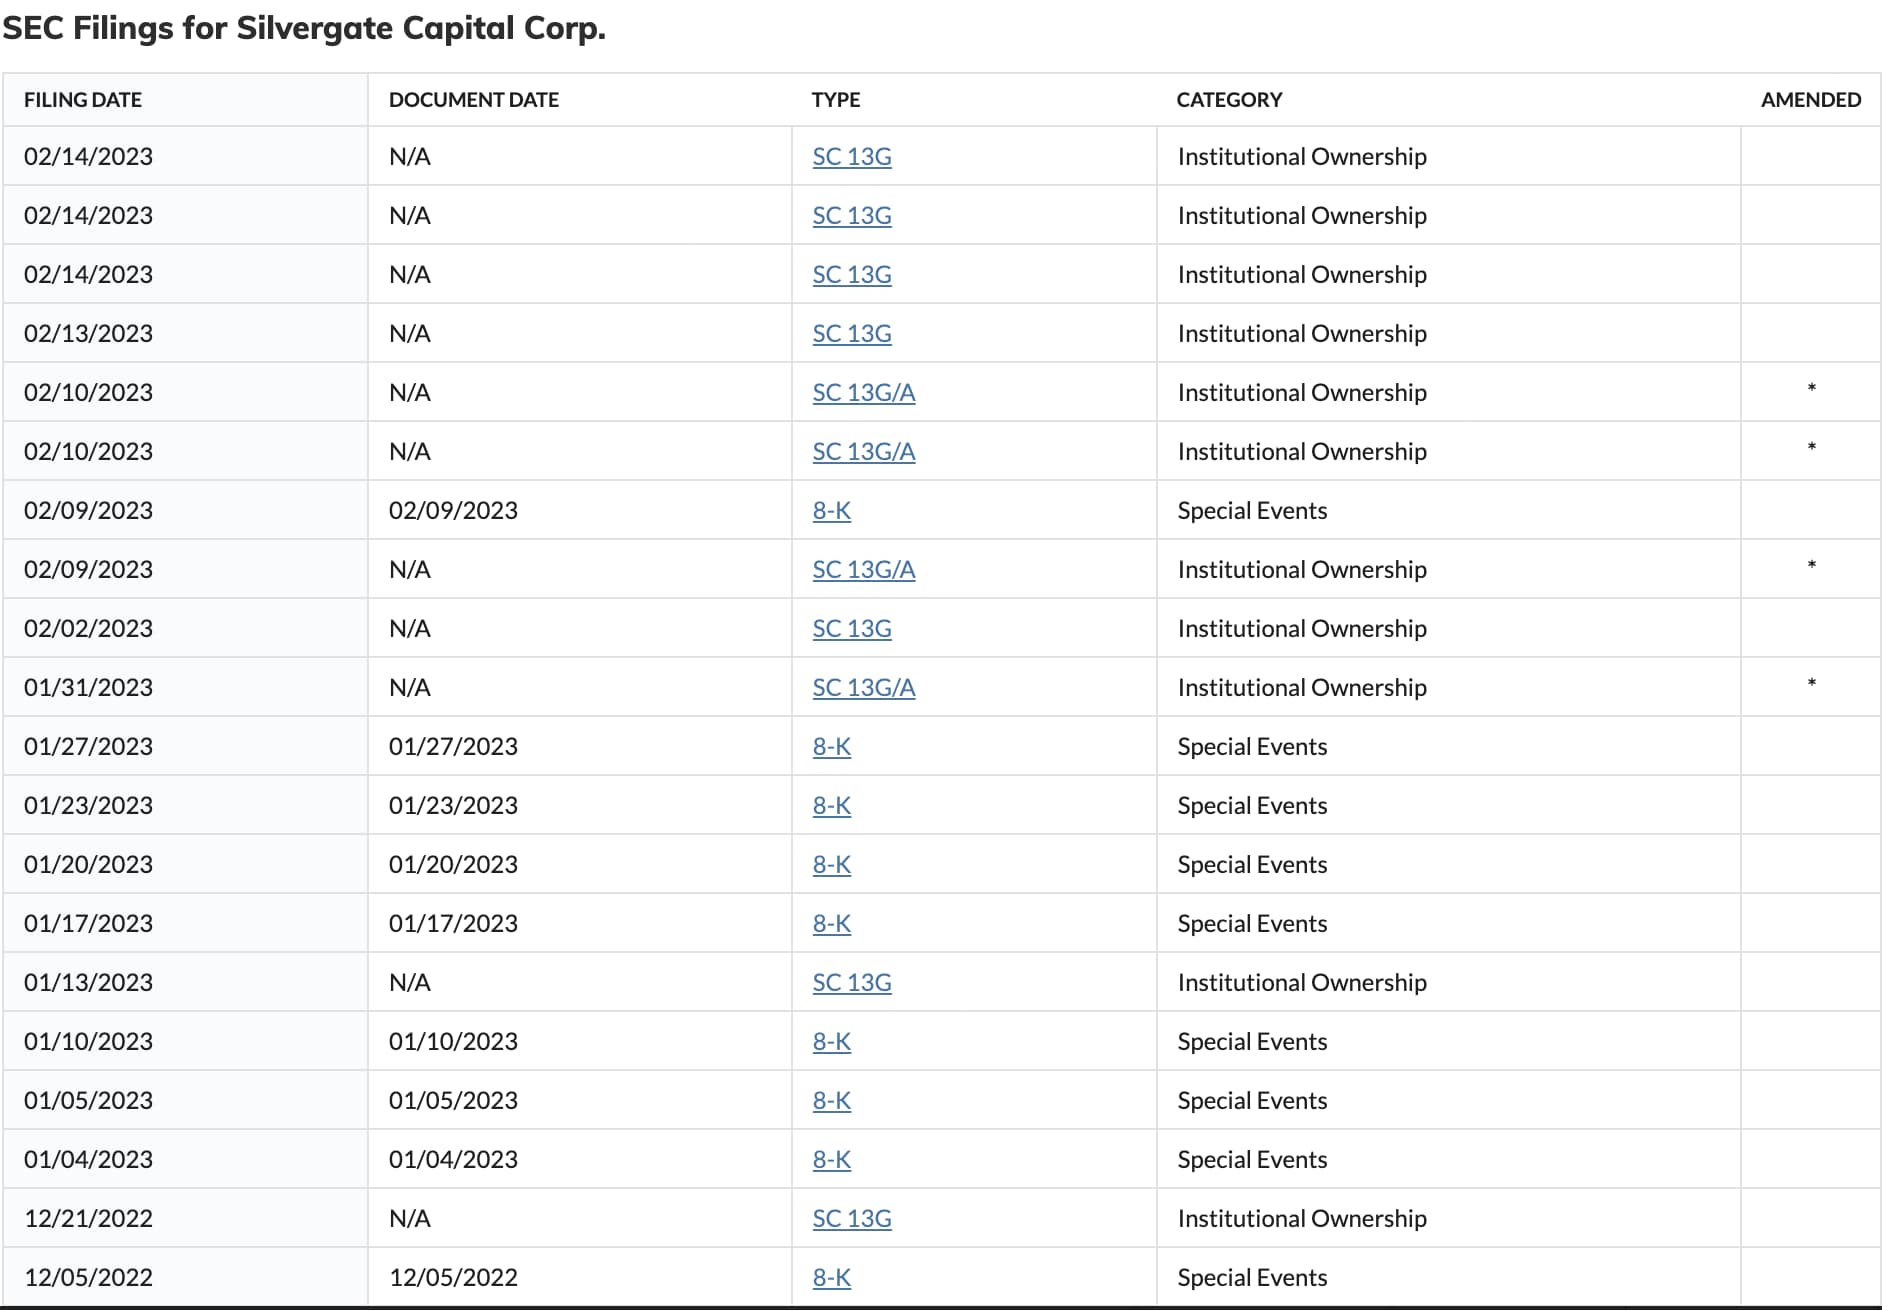 SEC Filings for Silvergate Capital Corp.
FILING DATE DOCUMENT DATE TYPE CATEGORY AMENDED
02/14/2023 N/A SC 13G Institutional Ownership
02/14/2023 N/A SC 13G Institutional Ownership
02/14/2023 N/A SC 13G Institutional Ownership
02/13/2023 N/A SC 13G Institutional Ownership
02/10/2023 N/A SC 13G/A Institutional Ownership *
02/10/2023 N/A SC 13G/A Institutional Ownership *
02/09/2023 02/09/2023 8-K Special Events
02/09/2023 N/A SC 13G/A Institutional Ownership *
02/02/2023 N/A SC 13G Institutional Ownership
01/31/2023 N/A SC 13G/A Institutional Ownership *
01/27/2023 01/27/2023 8-K Special Events
01/23/2023 01/23/2023 8-K Special Events
01/20/2023 01/20/2023 8-K Special Events
01/17/2023 01/17/2023 8-K Special Events
01/13/2023 N/A SC 13G Institutional Ownership
01/10/2023 01/10/2023 8-K Special Events
01/05/2023 01/05/2023 8-K Special Events
01/04/2023 01/04/2023 8-K Special Events
12/21/2022 N/A SC 13G Institutional Ownership
12/05/2022 12/05/2022 8-K Special Events